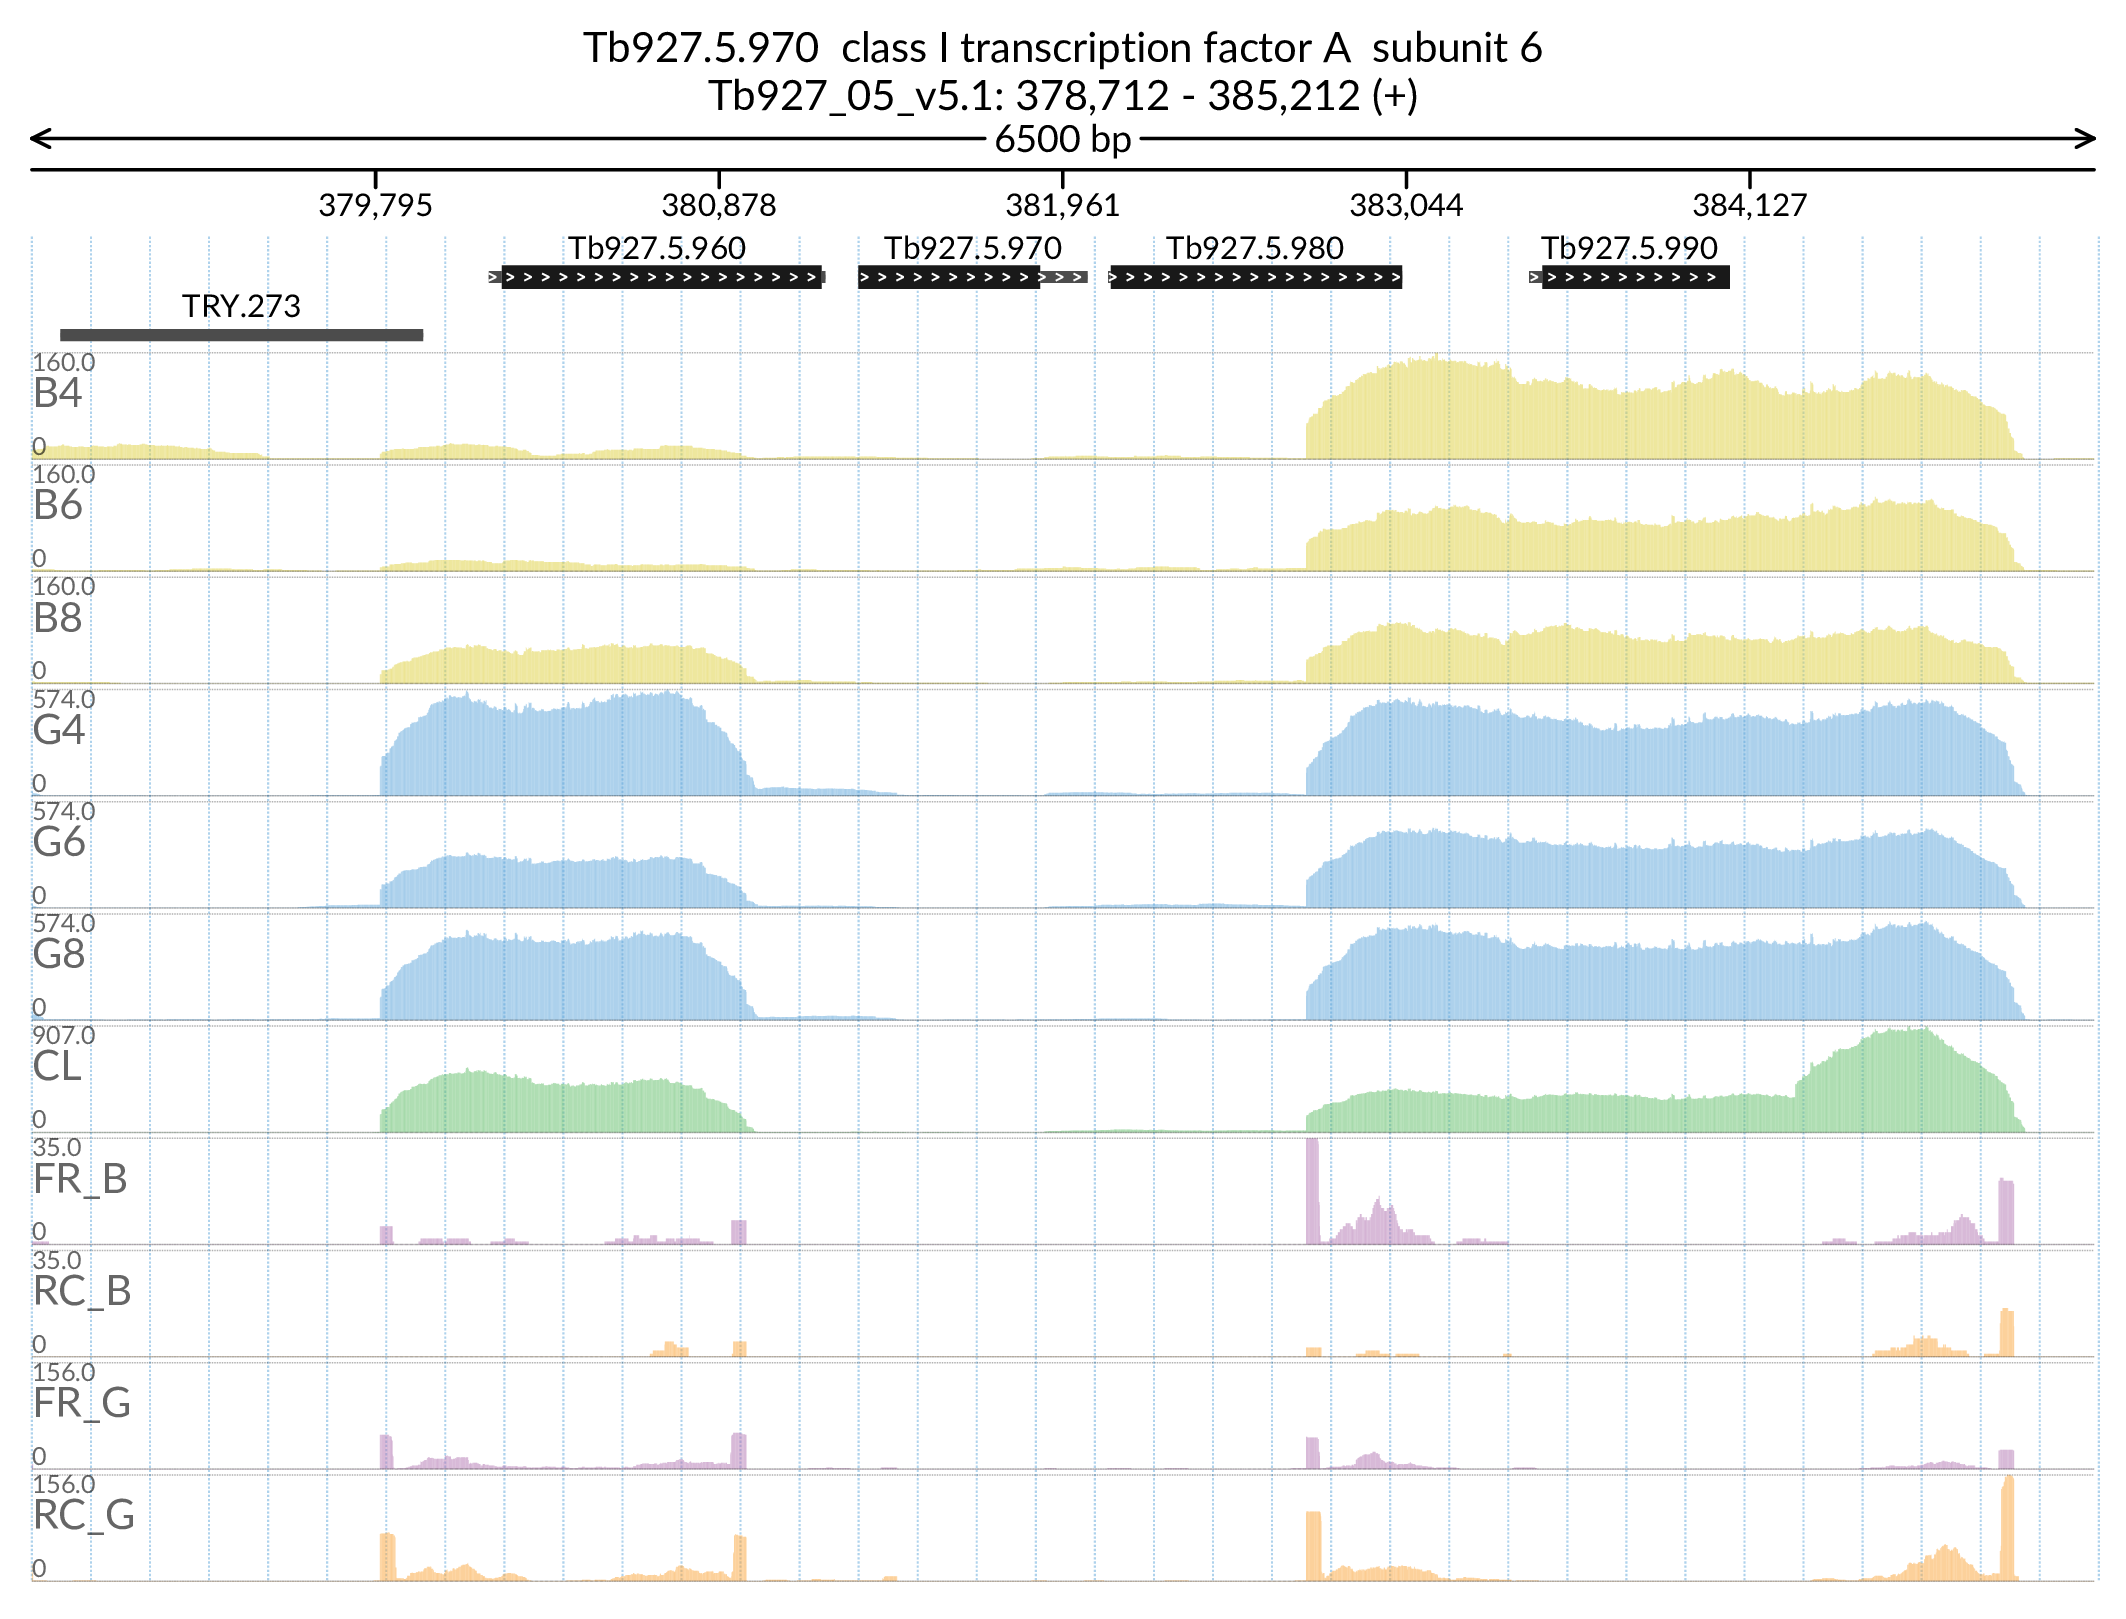 Tb927.5.970  class I transcription factor A  subunit 6
Tb927_05_v5.1: 378,712 - 385,212 (+)
6500 bp
379,795 380,878 381,961 383,044 384,127
Tb927.5.960 Tb927.5.970 Tb927.5.980 Tb927.5.990
TRY.273
160.0
B4
0
160.0
B6
0
160.0
B8
0
574.0
G4
0
574.0
G6
0
574.0
G8
0
907.0
CL
0
35.0
FR_B
0
35.0
RC_B
0
156.0
FR_G
0
156.0
RC_G
0